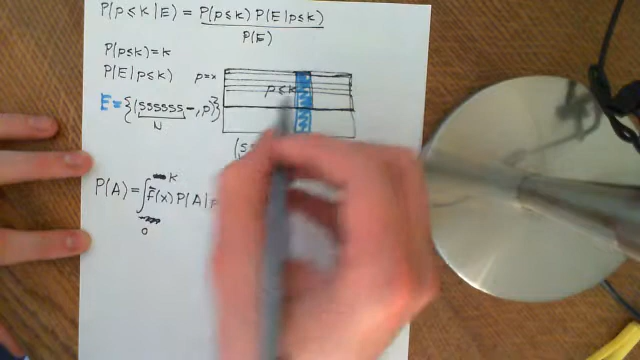 P(p≤k|E) = P(p≤k) P(E|p≤k)
P(E)
P(p≤k)=k
P(E|p≤k)
p=x
p≤k
E={(ssssss-,p)}
N
k
P(A)=∫f(x) P(A|p
0